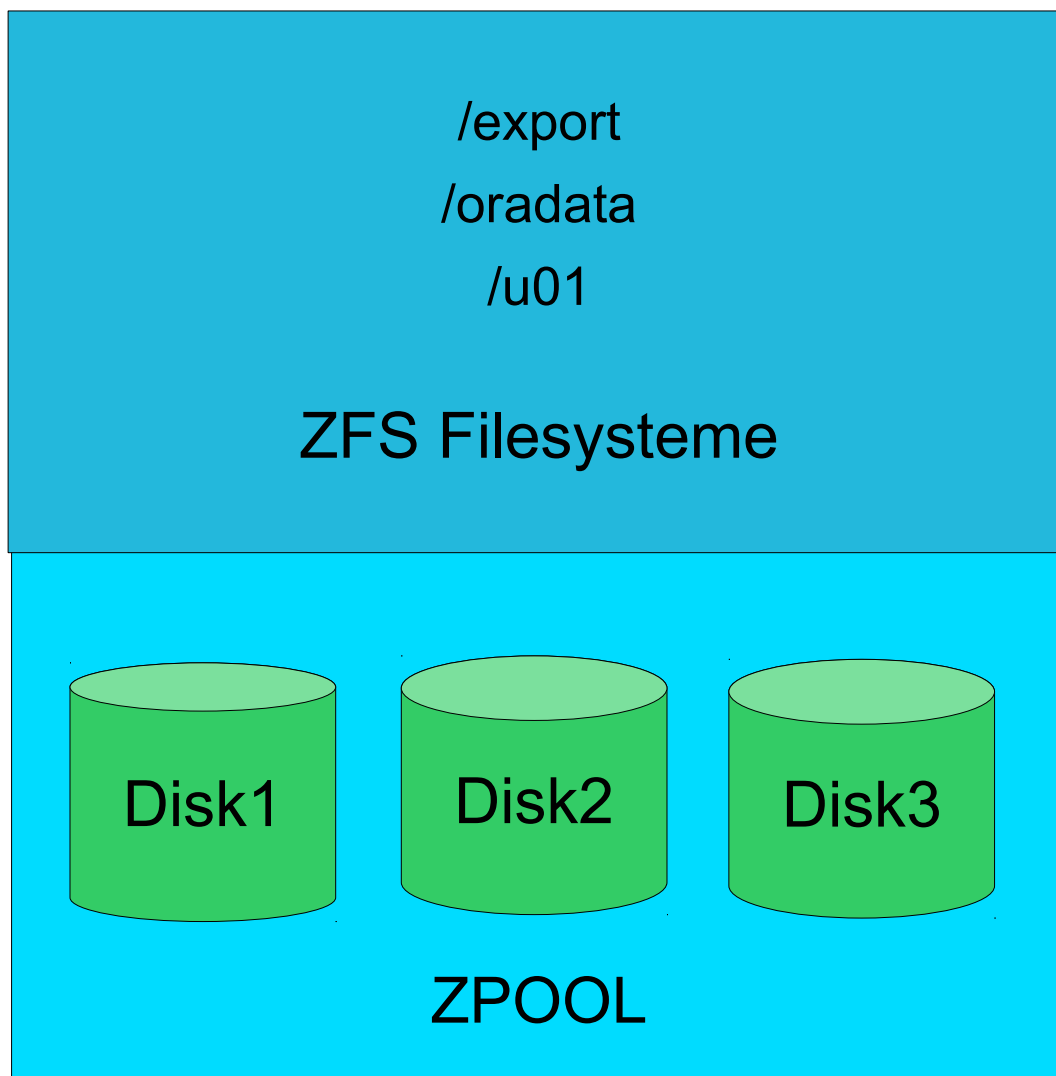 /export
/oradata
/u01
ZFS Filesysteme
Disk1
Disk2
Disk3
ZPOOL